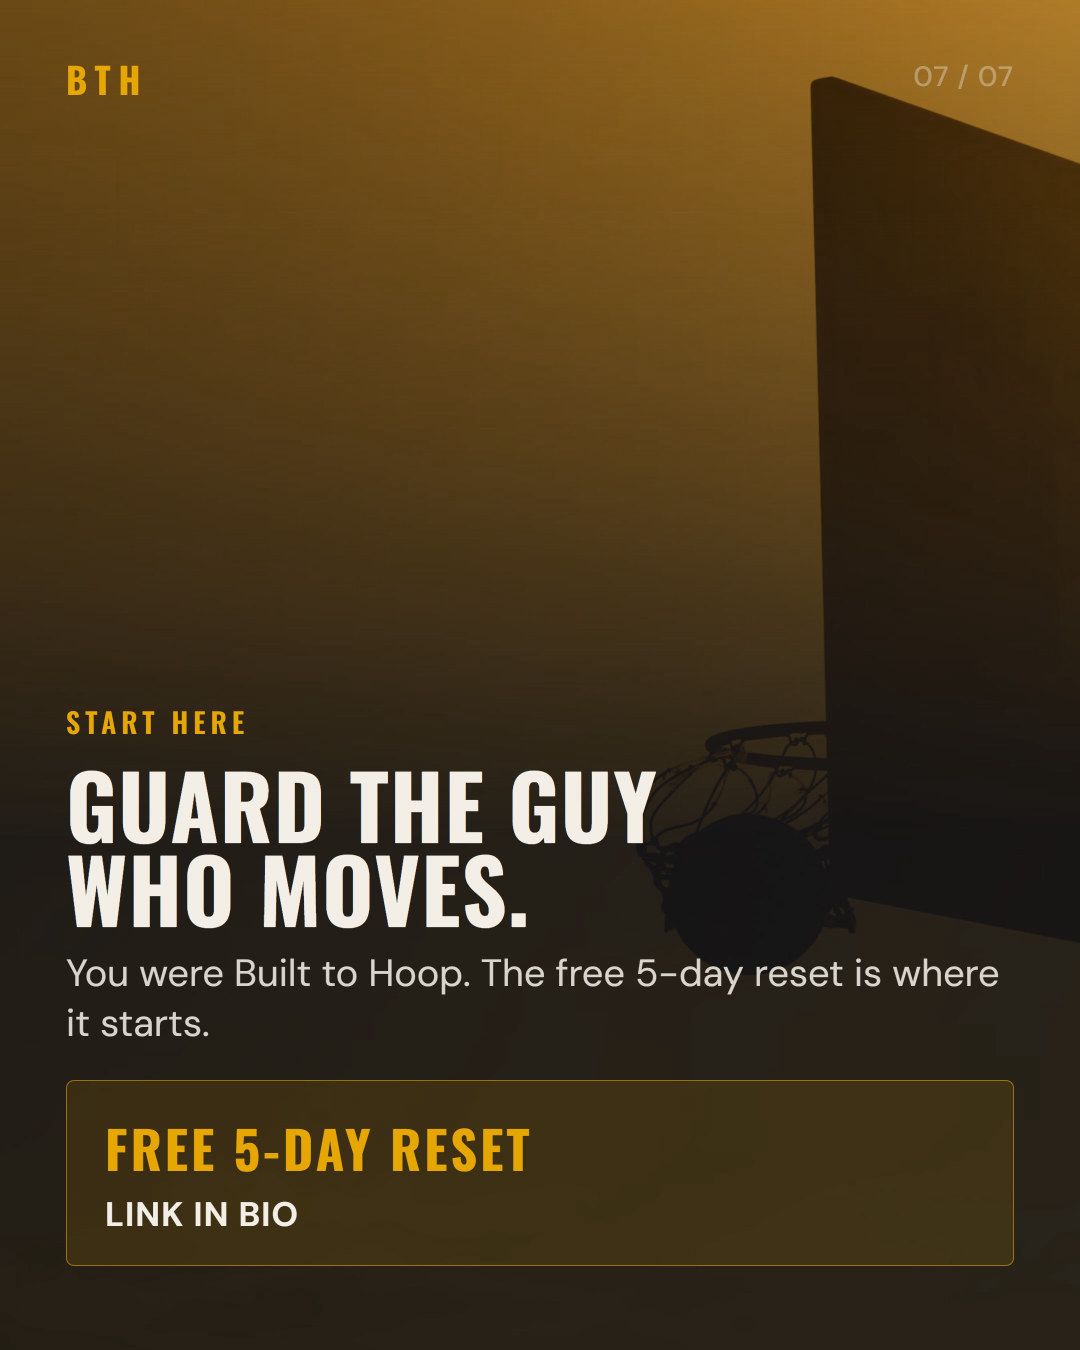 BTH
07 / 07
START HERE
GUARD THE GUY
WHO MOVES.
You were Built to Hoop. The free 5-day reset is where
it starts.
FREE 5-DAY RESET
LINK IN BIO